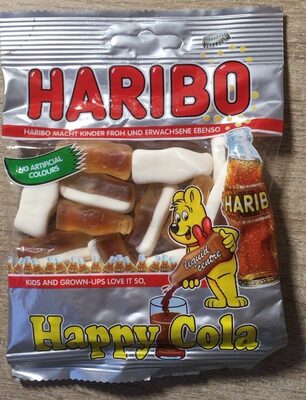 HARIBO
HARIBO MACHT KINDER FROH UND ERWACHSENE EBENSO
NO ARTIFICIAL
COLOURS
HARIB
liquid
centre
KIDS AND GROWN-UPS LOVE IT SO,
Happy Cola